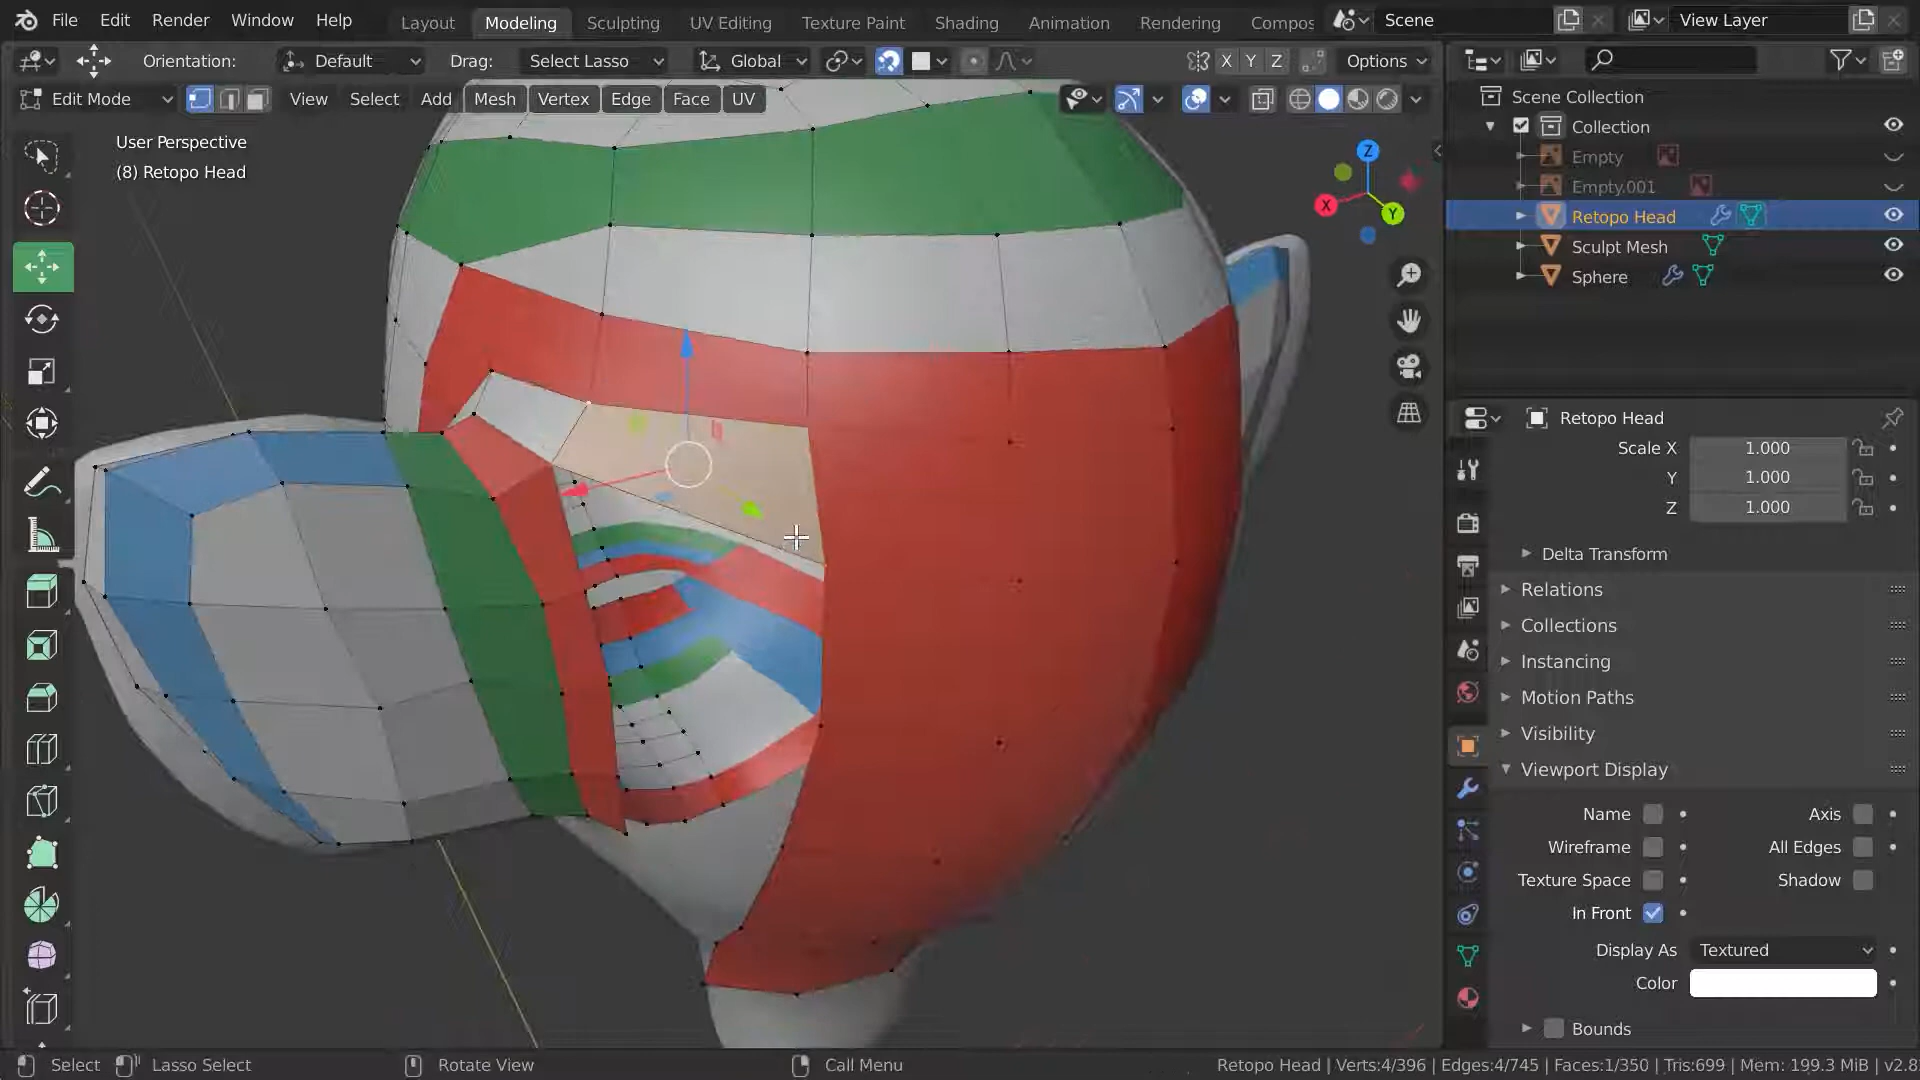 File Edit Render Window Help Layout Modeling Sculpting UV Editing Texture Paint Shading Animation Rendering Compos Scene View Layer
Orientation: Default Drag: Select Lasso Global X Y Z Options
Edit Mode View Select Add Mesh Vertex Edge Face UV
User Perspective
(8) Retopo Head
Z
X
Y
Scene Collection
Collection
Empty
Empty.001
Retopo Head
Sculpt Mesh
Sphere
Retopo Head
Scale X 1.000
Y 1.000
Z 1.000
Delta Transform
Relations
Collections
Instancing
Motion Paths
Visibility
Viewport Display
Name Axis
Wireframe All Edges
Texture Space Shadow
In Front
Display As Textured
Color
Bounds
Select Lasso Select Rotate View Call Menu Retopo Head | Verts:4/396 | Edges:4/745 | Faces:1/350 | Tris:699 | Mem: 199.3 MiB | v2.8